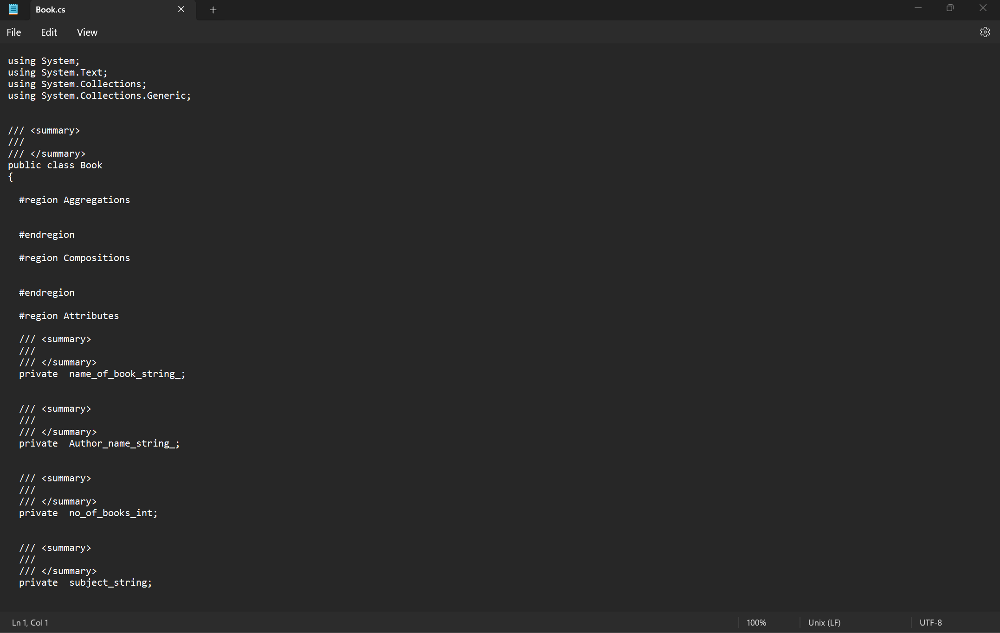 Book.cs
File Edit View
using System;
using System.Text;
using System.Collections;
using System.Collections.Generic;
/// <summary>
///
/// </summary>
public class Book
{
#region Aggregations
#endregion
#region Compositions
#endregion
#region Attributes
/// <summary>
///
/// </summary>
private  name_of_book_string_;
/// <summary>
///
/// </summary>
private  Author_name_string_;
/// <summary>
///
/// </summary>
private  no_of_books_int;
/// <summary>
///
/// </summary>
private  subject_string;
Ln 1, Col 1 100% Unix (LF) UTF-8